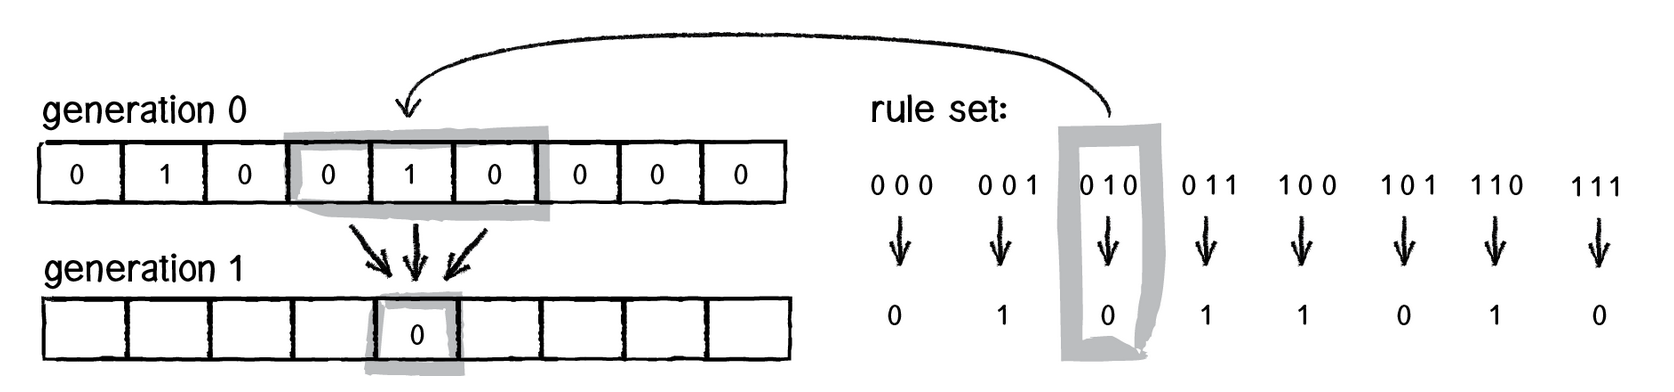 generation 0
0 1 0 0 1 0 0 0 0
generation 1
0
rule set:
000 001 010 011 100 101 110 111
0 1 0 1 1 0 1 0